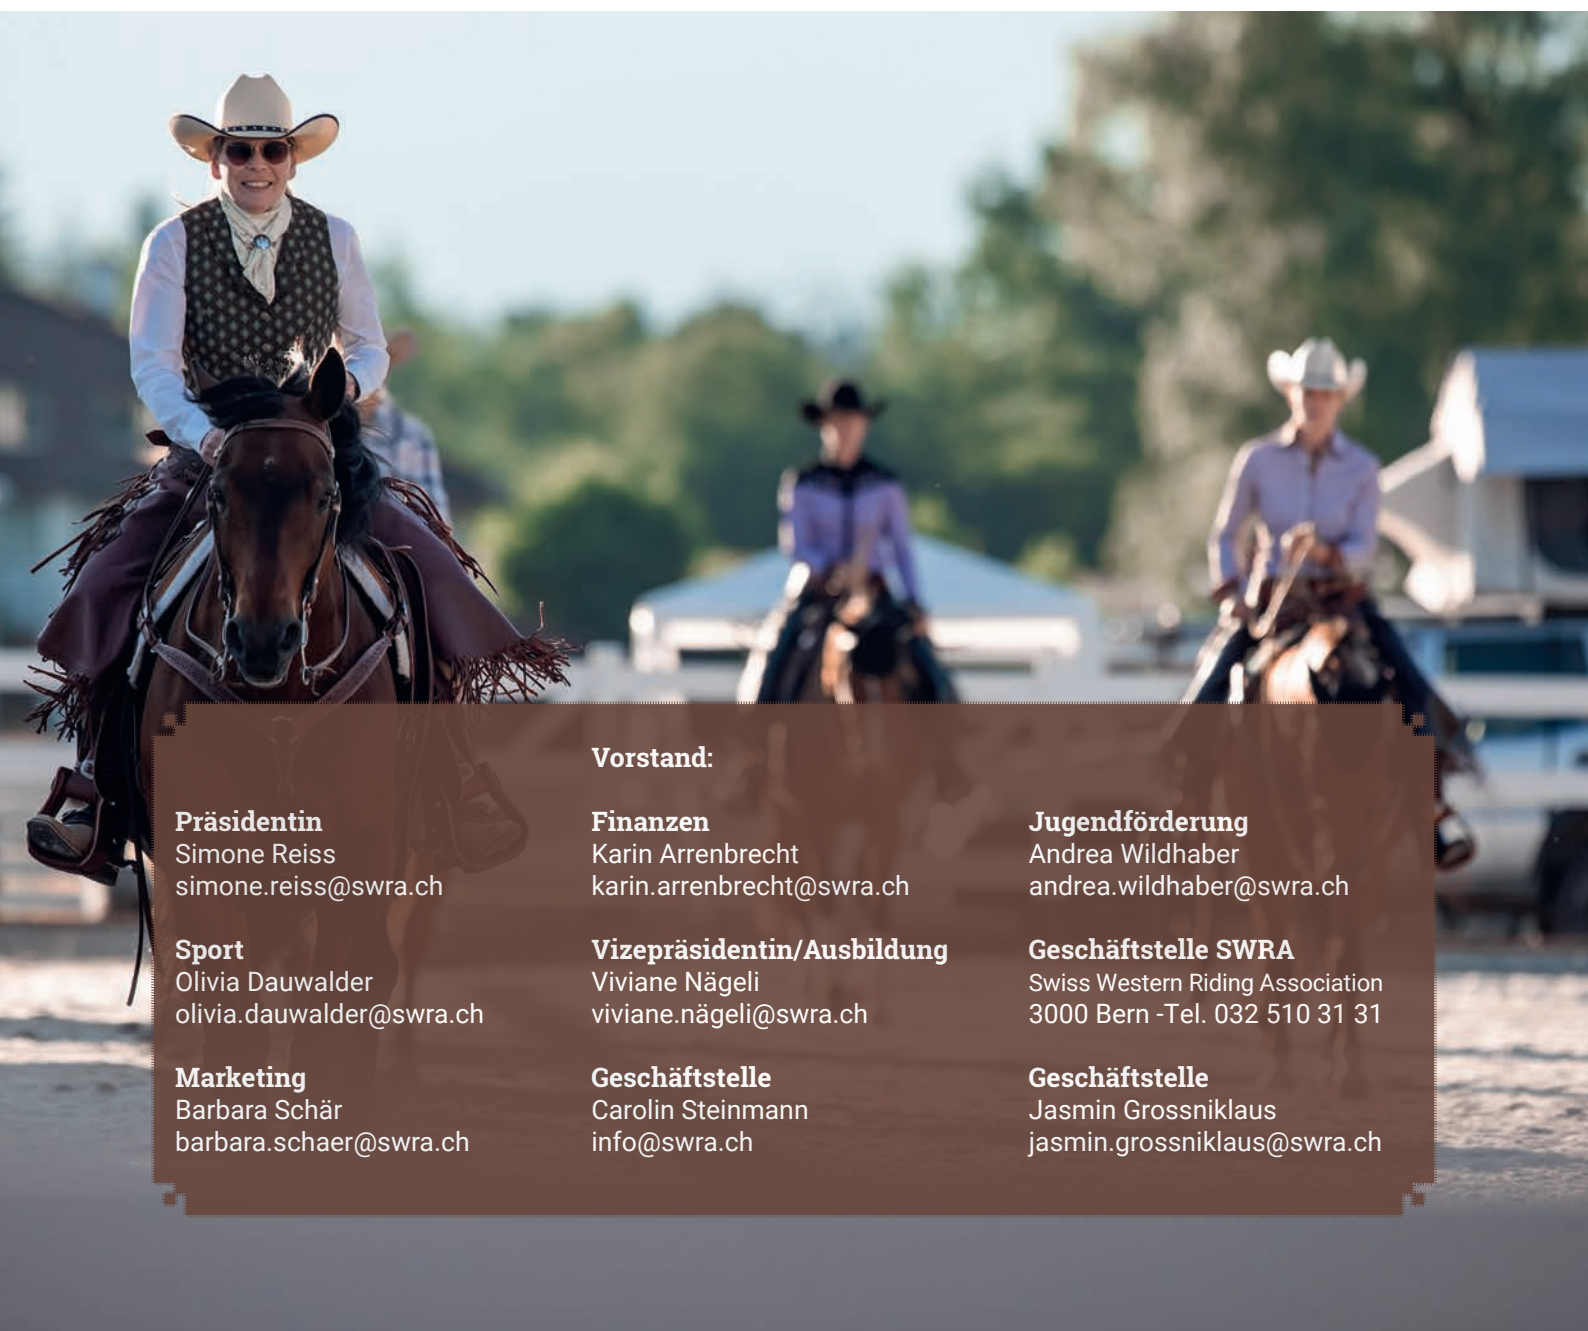 Vorstand:
Präsidentin
Simone Reiss
simone.reiss@swra.ch
Finanzen
Karin Arrenbrecht
karin.arrenbrecht@swra.ch
Jugendförderung
Andrea Wildhaber
andrea.wildhaber@swra.ch
Sport
Olivia Dauwalder
olivia.dauwalder@swra.ch
Vizepräsidentin/Ausbildung
Viviane Nägeli
viviane.nägeli@swra.ch
Geschäftstelle SWRA
Swiss Western Riding Association
3000 Bern -Tel. 032 510 31 31
Marketing
Barbara Schär
barbara.schaer@swra.ch
Geschäftstelle
Carolin Steinmann
info@swra.ch
Geschäftstelle
Jasmin Grossniklaus
jasmin.grossniklaus@swra.ch